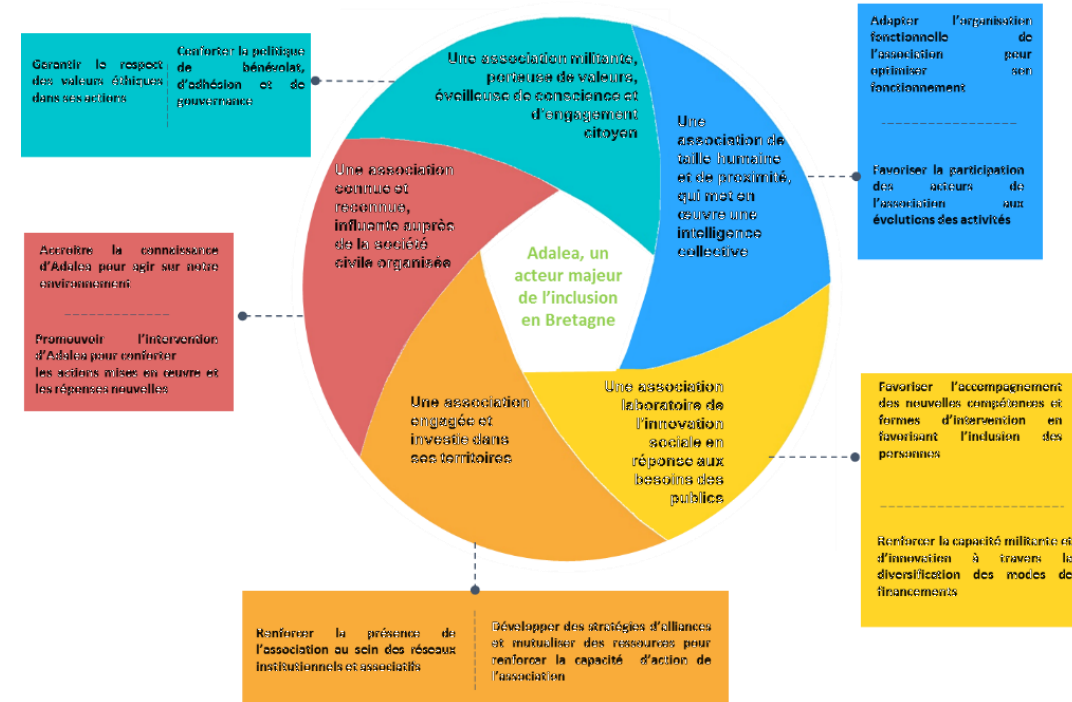 Garantir le respect
des valeurs éthiques
dans ses actions
Conforter la politique
de bénévolat,
d'adhésion et de
gouvernance
Une association militante,
porteuse de valeurs,
éveilleuse de conscience et
d'engagement
citoyen
Adapter l'organisation
fonctionnelle de
l'association pour
optimiser son
fonctionnement
Favoriser la participation
des acteurs de
l'association aux
évolutions des activités
Une
association de
taille humaine
et de proximité,
qui met en
œuvre une
intelligence
collective
Une association
connue et
reconnue,
influente auprès
de la société
civile organisée
Accroître la connaissance
d'Adalea pour agir sur notre
environnement
Promouvoir l'intervention
d'Adalea pour conforter
les actions mises en œuvre et
les réponses nouvelles
Adalea, un
acteur majeur
de l'inclusion
en Bretagne
Une association
engagée et
investie dans
ses territoires
Une association
laboratoire de
l'innovation
sociale en
réponse aux
besoins des
publics
Favoriser l'accompagnement
des nouvelles compétences et
formes d'intervention en
favorisant l'inclusion des
personnes
Renforcer la capacité militante et
d'innovation à travers la
diversification des modes de
financements
Renforcer la présence de
l'association au sein des réseaux
institutionnels et associatifs
Développer des stratégies d'alliances
et mutualiser des ressources pour
renforcer la capacité d'action de
l'association